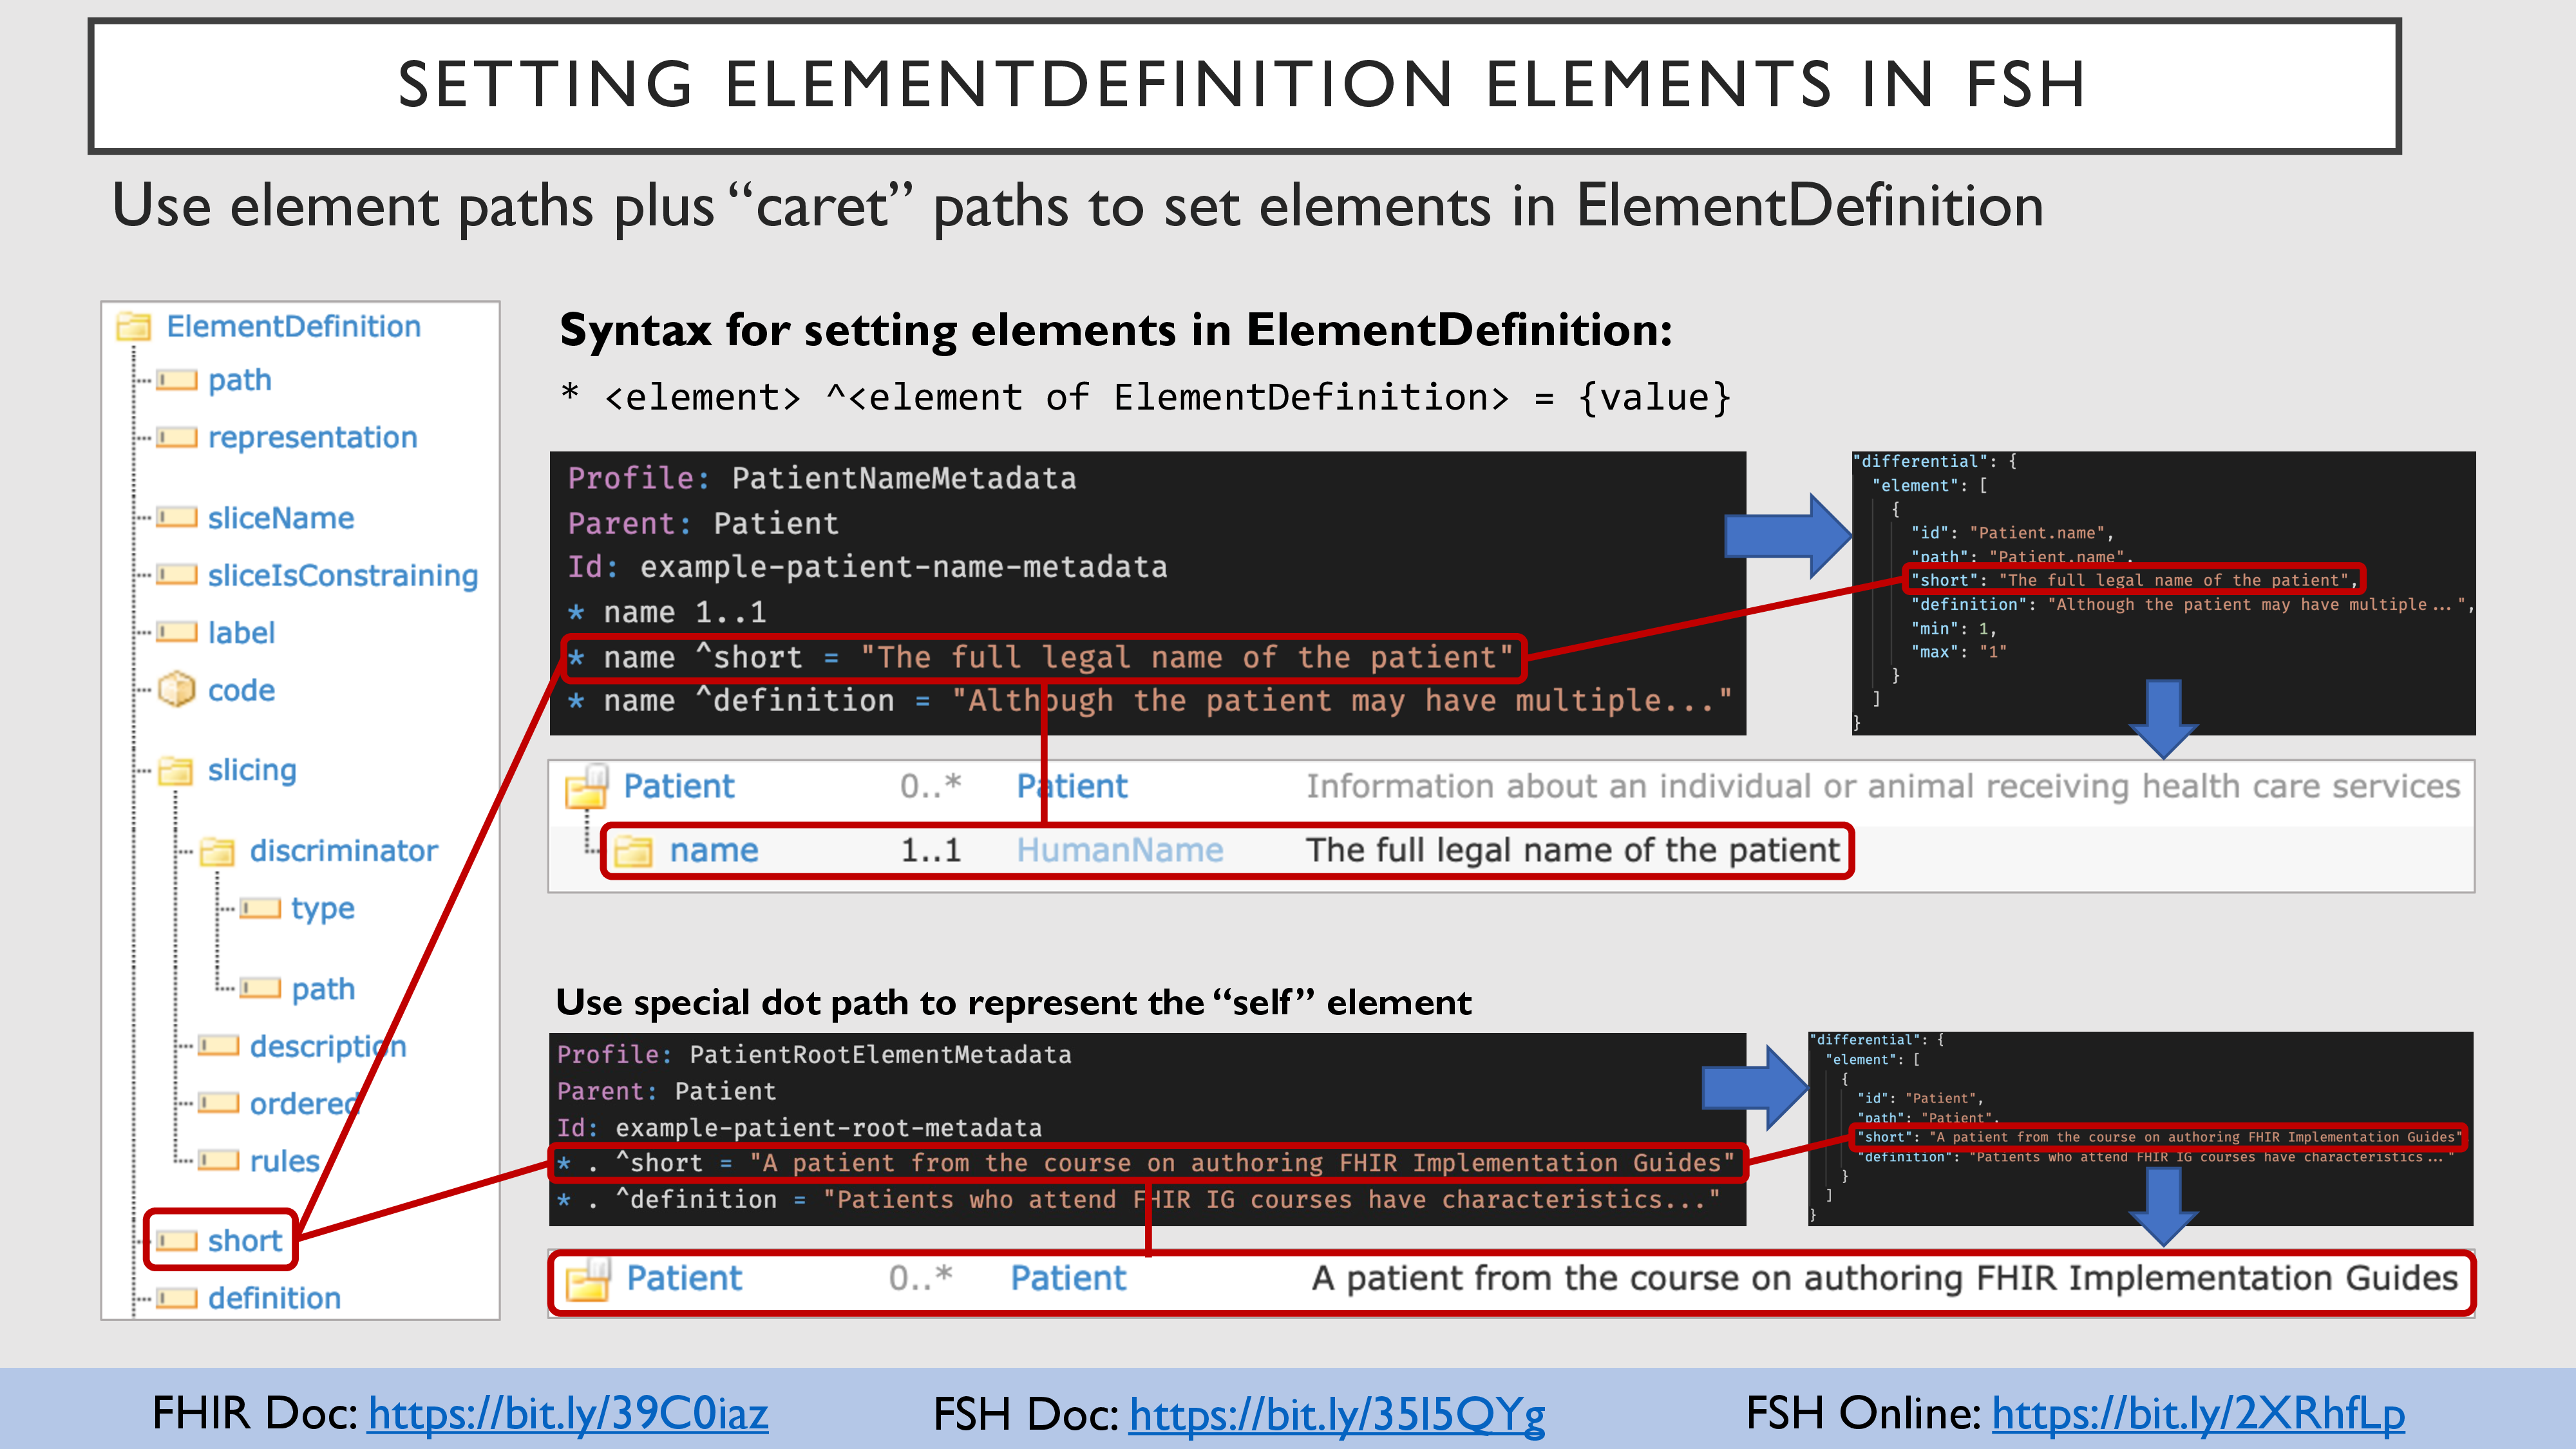 SETTING ELEMENTDEFINITION ELEMENTS IN FSH
Use element paths plus “caret” paths to set elements in ElementDefinition
ElementDefinition
path
representation
sliceName
sliceIsConstraining
label
code
slicing
discriminator
type
path
description
ordered
rules
short
definition
Syntax for setting elements in ElementDefinition:
* <element> ^<element of ElementDefinition> = {value}
Profile: PatientNameMetadata
Parent: Patient
Id: example-patient-name-metadata
* name 1..1
* name ^short = "The full legal name of the patient"
* name ^definition = "Although the patient may have multiple..."
"differential": {
"element": [
{
"id": "Patient.name",
"path": "Patient.name",
"short": "The full legal name of the patient",
"definition": "Although the patient may have multiple...",
"min": 1,
"max": "1"
}
]
}
Patient 0..* Patient Information about an individual or animal receiving health care services
name 1..1 HumanName The full legal name of the patient
Use special dot path to represent the “self” element
Profile: PatientRootElementMetadata
Parent: Patient
Id: example-patient-root-metadata
* . ^short = "A patient from the course on authoring FHIR Implementation Guides"
* . ^definition = "Patients who attend FHIR IG courses have characteristics..."
"differential": {
"element": [
{
"id": "Patient",
"path": "Patient",
"short": "A patient from the course on authoring FHIR Implementation Guides"
"definition": "Patients who attend FHIR IG courses have characteristics..."
}
]
}
Patient 0..* Patient A patient from the course on authoring FHIR Implementation Guides
FHIR Doc: https://bit.ly/39C0iaz
FSH Doc: https://bit.ly/35I5QYg
FSH Online: https://bit.ly/2XRhfLp